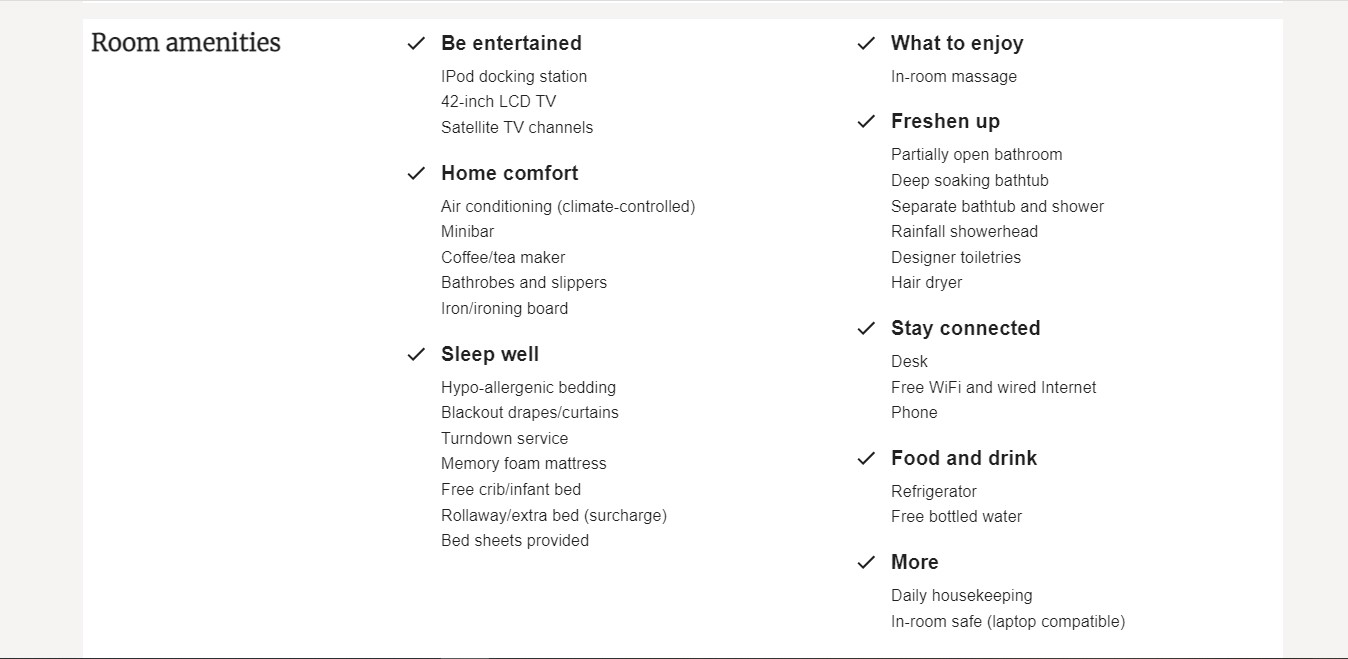 Room amenities
Be entertained
IPod docking station
42-inch LCD TV
Satellite TV channels
Home comfort
Air conditioning (climate-controlled)
Minibar
Coffee/tea maker
Bathrobes and slippers
Iron/ironing board
Sleep well
Hypo-allergenic bedding
Blackout drapes/curtains
Turndown service
Memory foam mattress
Free crib/infant bed
Rollaway/extra bed (surcharge)
Bed sheets provided
What to enjoy
In-room massage
Freshen up
Partially open bathroom
Deep soaking bathtub
Separate bathtub and shower
Rainfall showerhead
Designer toiletries
Hair dryer
Stay connected
Desk
Free WiFi and wired Internet
Phone
Food and drink
Refrigerator
Free bottled water
More
Daily housekeeping
In-room safe (laptop compatible)